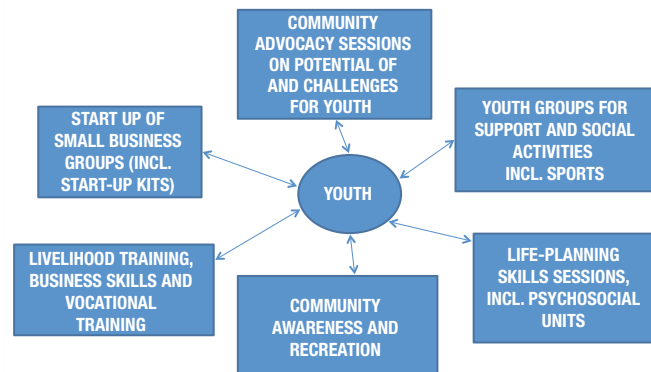 COMMUNITY
ADVOCACY SESSIONS
ON POTENTIAL OF
AND CHALLENGES
FOR YOUTH
START UP OF
SMALL BUSINESS
GROUPS (INCL.
START-UP KITS)
YOUTH GROUPS FOR
SUPPORT AND SOCIAL
ACTIVITIES
INCL. SPORTS
YOUTH
LIVELIHOOD TRAINING,
BUSINESS SKILLS AND
VOCATIONAL
TRAINING
COMMUNITY
AWARENESS AND
RECREATION
LIFE-PLANNING
SKILLS SESSIONS,
INCL. PSYCHOSOCIAL
UNITS